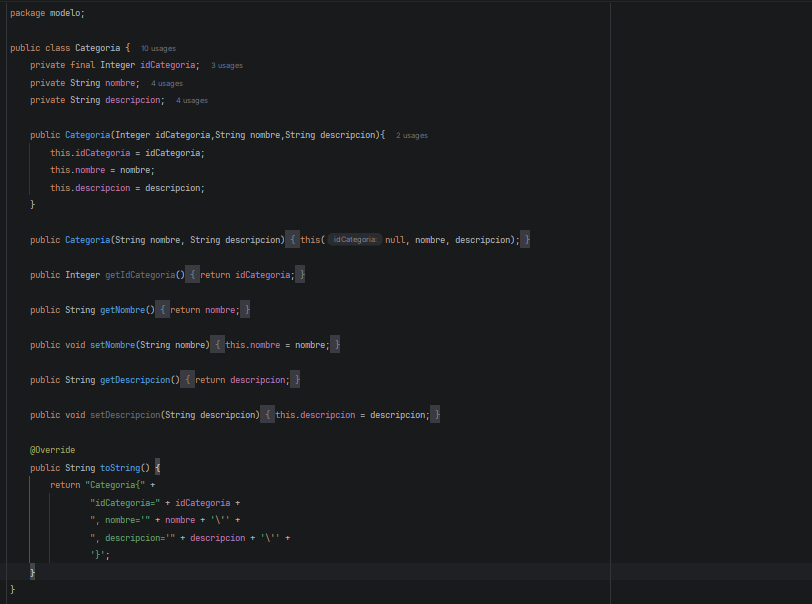 package modelo;
public class Categoria { 10 usages
private final Integer idCategoria; 3 usages
private String nombre; 4 usages
private String descripcion; 4 usages
public Categoria(Integer idCategoria,String nombre,String descripcion){ 2 usages
this.idCategoria = idCategoria;
this.nombre = nombre;
this.descripcion = descripcion;
}
public Categoria(String nombre, String descripcion) { this( idCategoria: null, nombre, descripcion); }
public Integer getIdCategoria() { return idCategoria; }
public String getNombre() { return nombre; }
public void setNombre(String nombre) { this.nombre = nombre; }
public String getDescripcion() { return descripcion; }
public void setDescripcion(String descripcion) { this.descripcion = descripcion; }
@Override
public String toString() {
return "Categoria{" +
"idCategoria=" + idCategoria +
", nombre='" + nombre + '\'' +
", descripcion='" + descripcion + '\'' +
'}';
}
}